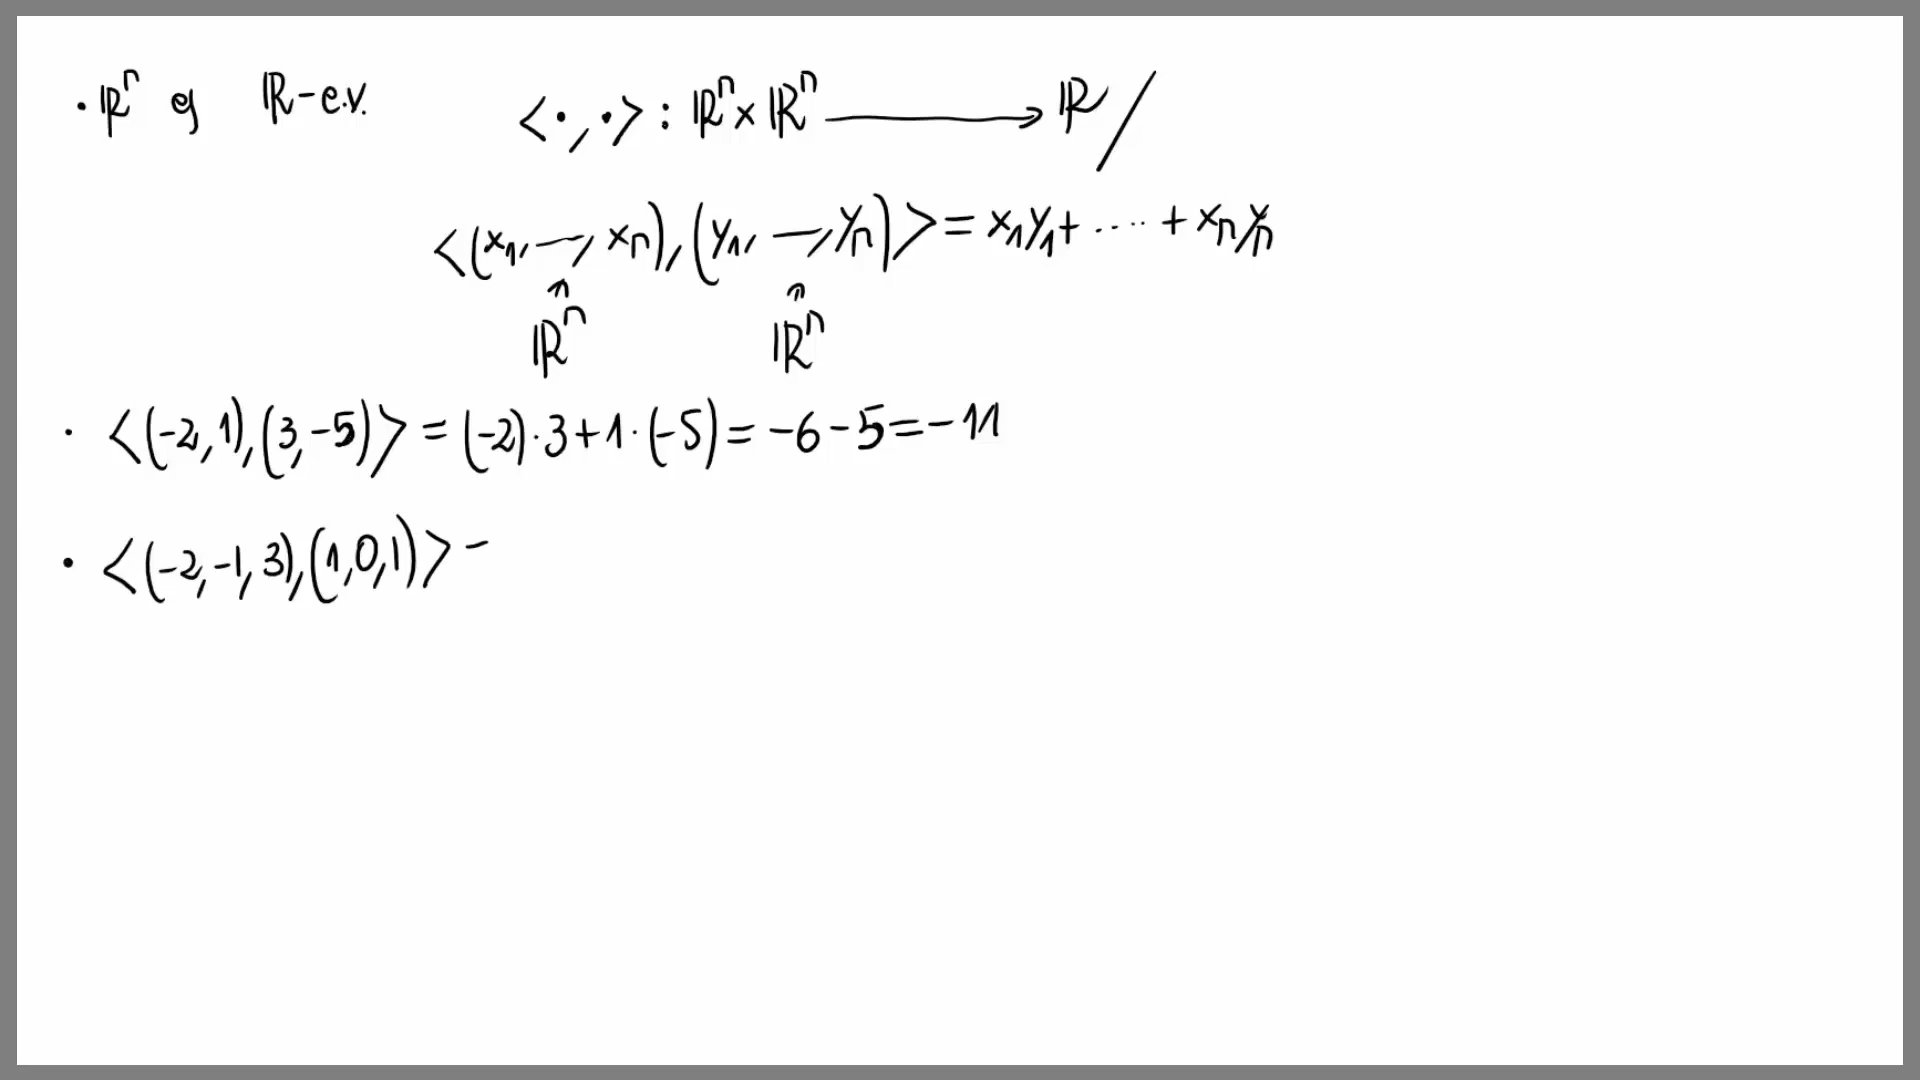 · ℝⁿ es ℝ-e.v. <·,·> : ℝⁿ × ℝⁿ ⟶ ℝ /
<(x₁, —, xₙ), (y₁, —, yₙ)> = x₁y₁ + ····· + xₙyₙ
↑ ↑
ℝⁿ ℝⁿ
· <(-2,1),(3,-5)> = (-2)·3+1·(-5) = -6-5 = -11
· <(-2,-1,3),(1,0,1)> -